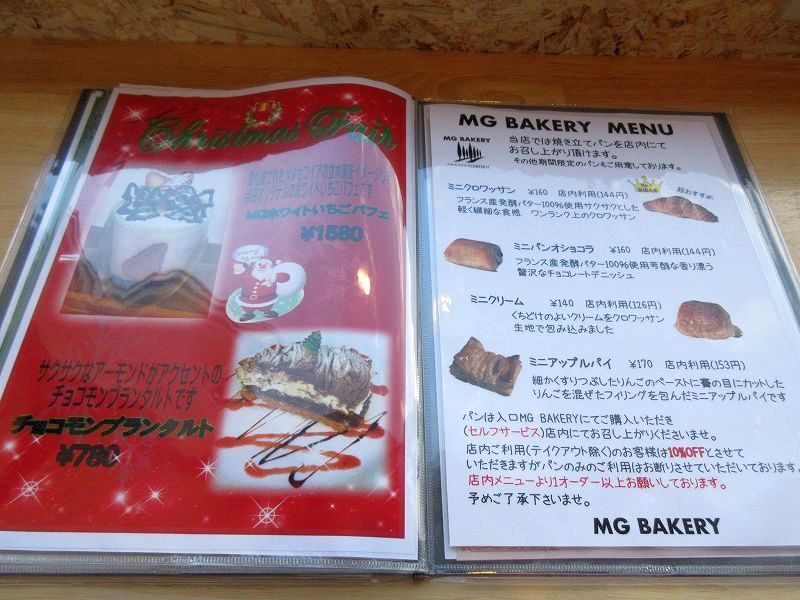 Christmas Fair
MGホワイトいちごパフェ
¥1580
サクサクなアーモンドがアクセントの
チョコモンブランタルトです
チョコモンブランタルト
¥780
MG BAKERY MENU
MG BAKERY
当店では焼き立てパンを店内にて
お召し上がり頂けます。
その他期間限定のパンもご用意しております。
ミニクロワッサン ¥160 店内利用(144円)
超おすすめ
フランス産発酵バター100%使用サクサクとした
軽く繊細な食感 ワンランク上のクロワッサン
ミニパンオショコラ ¥160 店内利用(144円)
フランス産発酵バター100%使用芳醇な香り漂う
贅沢なチョコレートデニッシュ
ミニクリーム ¥140 店内利用(126円)
くちどけのよいクリームをクロワッサン
生地で包み込みました
ミニアップルパイ ¥170 店内利用(153円)
細かくすりつぶしたりんごのペーストに賽の目にカットした
りんごを混ぜたフィリングを包んだミニアップルパイです
パンは入口MG BAKERYにてご購入いただき
(セルフサービス)店内にてお召し上がりくださいませ。
店内ご利用(テイクアウト除く)のお客様は10%OFFとさせて
いただきますがパンのみのご利用はお断りさせていただいております。
店内メニューより1オーダー以上お願いしております。
予めご了承下さいませ。
MG BAKERY